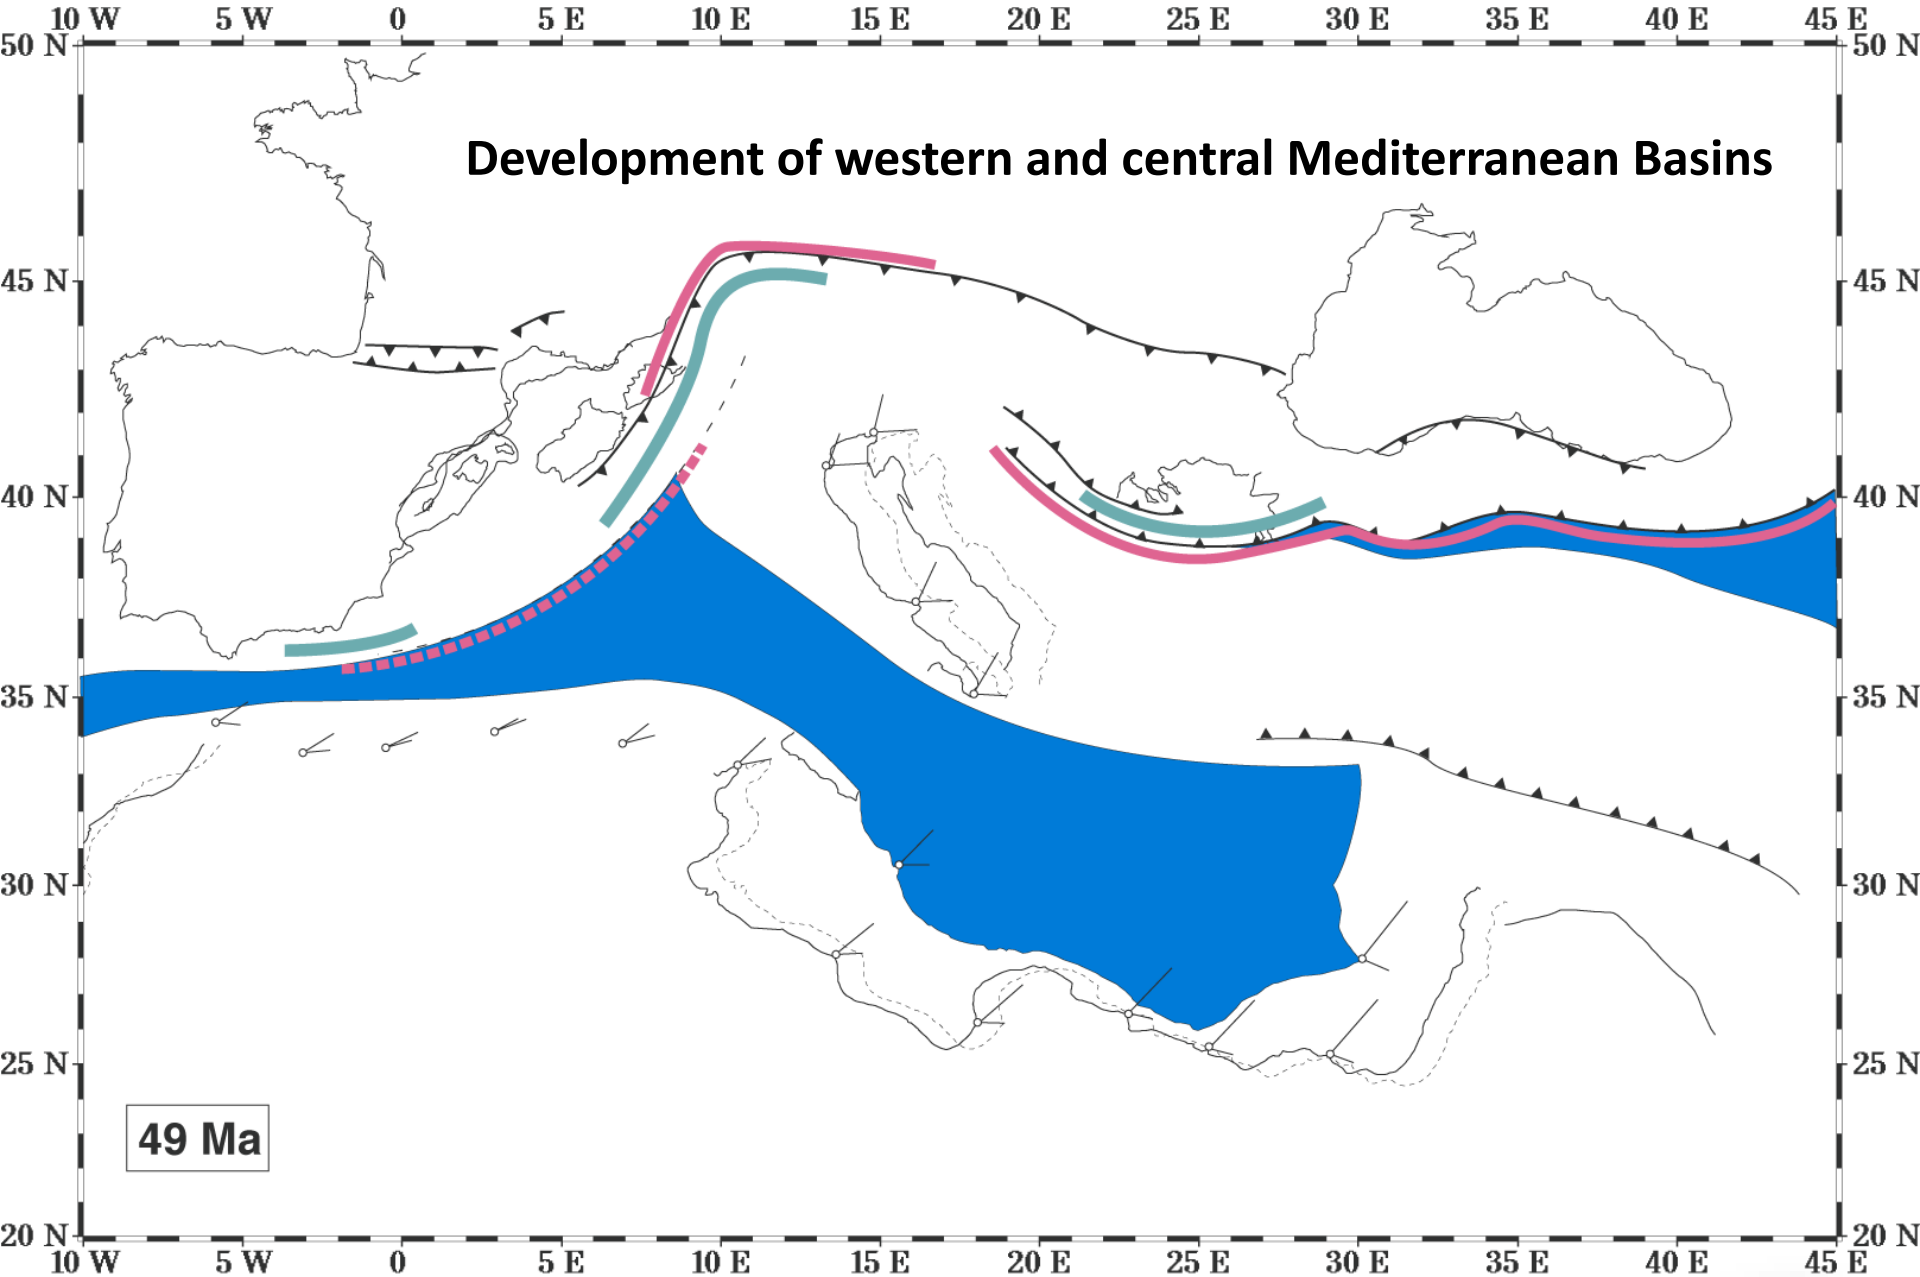 10 W 5 W 0 5 E 10 E 15 E 20 E 25 E 30 E 35 E 40 E 45 E
50 N 50 N
Development of western and central Mediterranean Basins
45 N 45 N
40 N 40 N
35 N 35 N
30 N 30 N
25 N 25 N
49 Ma
20 N 20 N
10 W 5 W 0 5 E 10 E 15 E 20 E 25 E 30 E 35 E 40 E 45 E